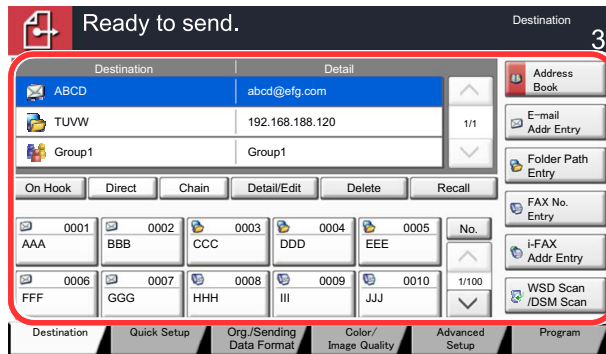 Ready to send.
Destination
3
Destination Detail
ABCD abcd@efg.com
TUVW 192.168.188.120
1/1
Group1 Group1
On Hook Direct Chain Detail/Edit Delete Recall
0001 0002 0003 0004 0005 No.
AAA BBB CCC DDD EEE
0006 0007 0008 0009 0010 1/100
FFF GGG HHH III JJJ
Address
Book
E-mail
Addr Entry
Folder Path
Entry
FAX No.
Entry
i-FAX
Addr Entry
WSD Scan
/DSM Scan
Destination Quick Setup Org./Sending
Data Format Color/
Image Quality Advanced
Setup Program